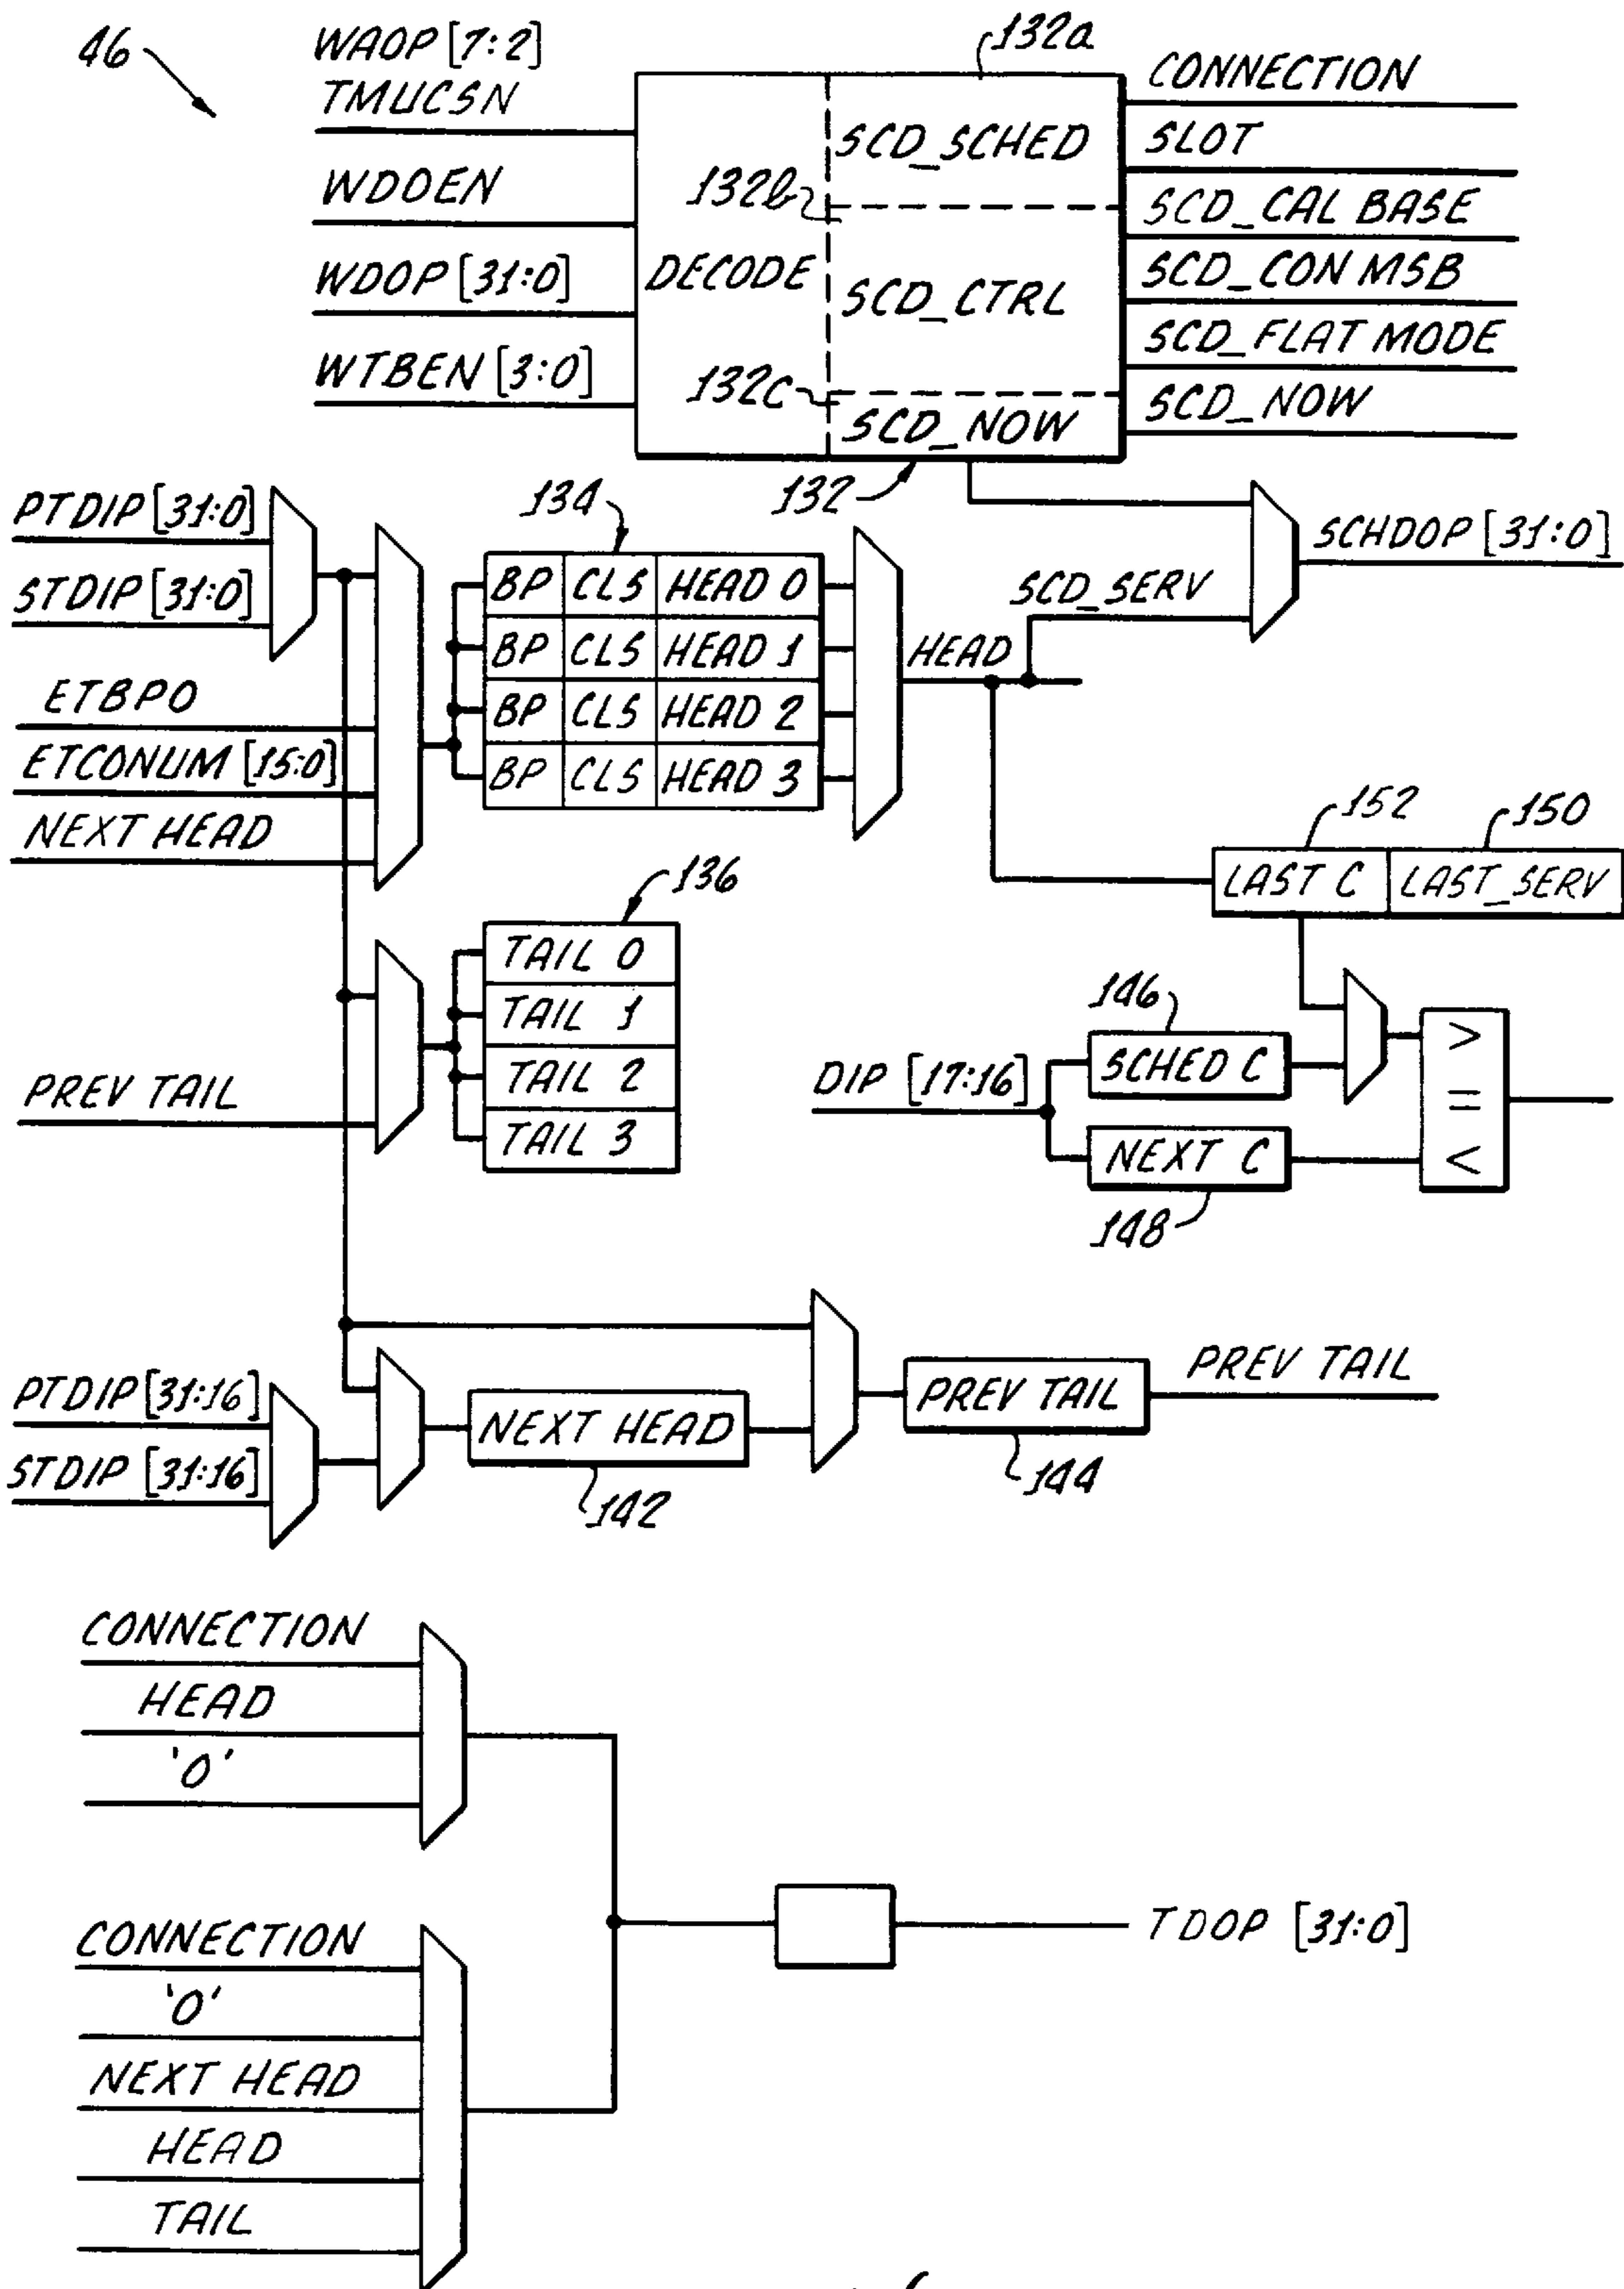 46
WAOP [7:2]
TMUCSN
WDOEN
WDOP [31:0]
WTBEN [3:0]
DECODE
132a
SCD_SCHED
132b
SCD_CTRL
132c
SCD_NOW
132
CONNECTION
SLOT
SCD_CAL BASE
SCD_CON MSB
SCD_FLAT MODE
SCD_NOW
PTDIP [31:0]
STDIP [31:0]
ETBPO
ETCONUM [15:0]
NEXT HEAD
134
BP CLS HEAD 0
BP CLS HEAD 1
BP CLS HEAD 2
BP CLS HEAD 3
HEAD
SCD_SERV
SCHDOP [31:0]
152
150
LAST C LAST_SERV
136
TAIL 0
TAIL 1
TAIL 2
TAIL 3
PREV TAIL
DIP [17:16]
146
SCHED C
NEXT C
148
>
=
<
PTDIP [31:16]
STDIP [31:16]
NEXT HEAD
142
PREV TAIL
144
PREV TAIL
CONNECTION
HEAD
'0'
CONNECTION
'0'
NEXT HEAD
HEAD
TAIL
TDOP [31:0]